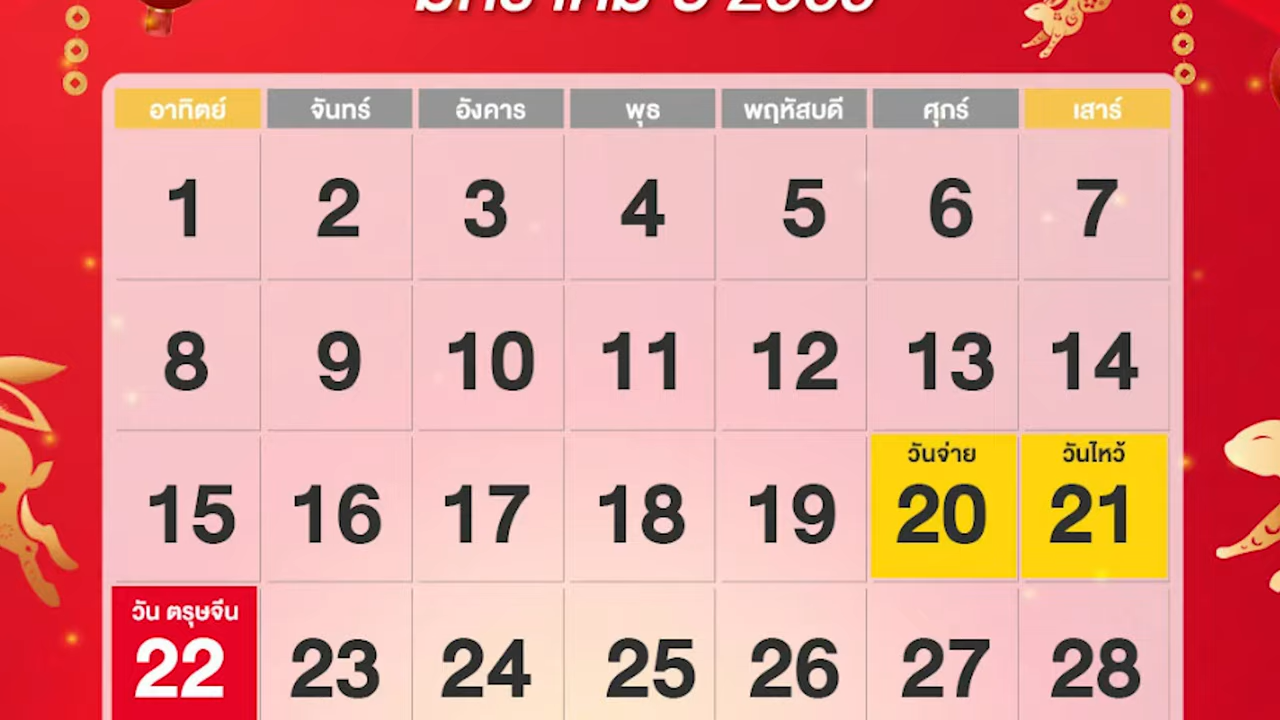 อาทิตย์ จันทร์ อังคาร พุธ พฤหัสบดี ศุกร์ เสาร์
1 2 3 4 5 6 7
8 9 10 11 12 13 14
วันจ่าย วันไหว้
15 16 17 18 19 20 21
วัน ตรุษจีน
22 23 24 25 26 27 28